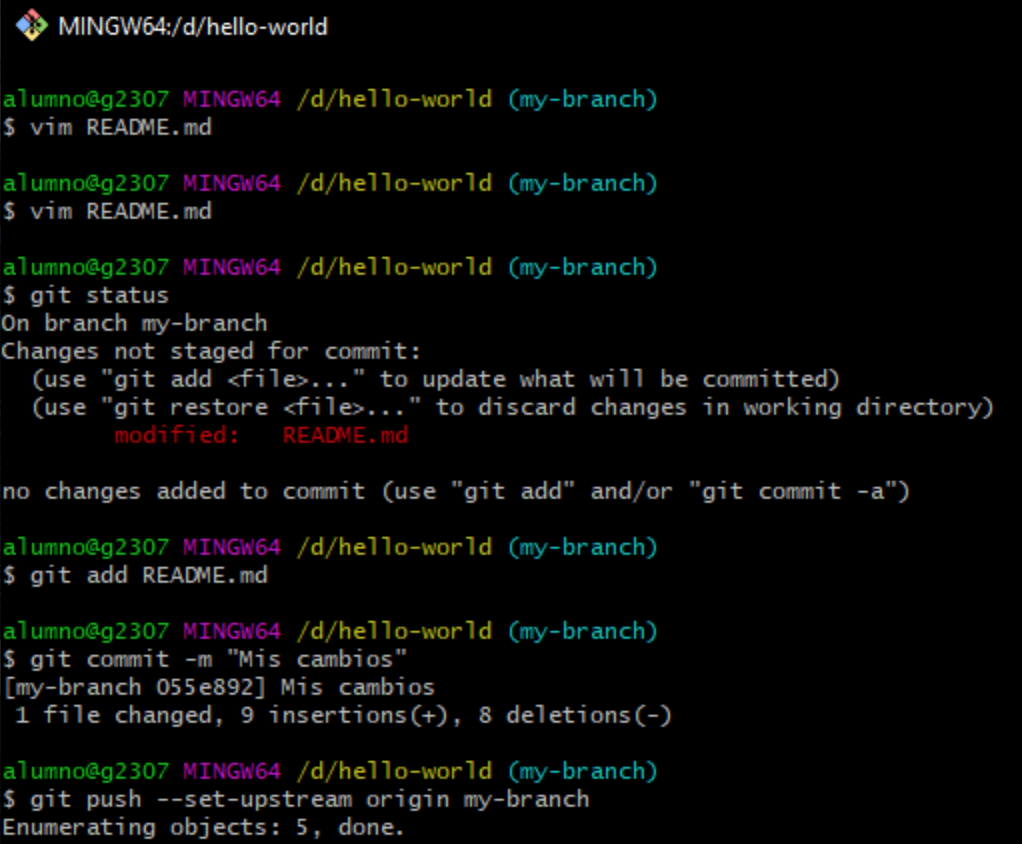 MINGW64:/d/hello-world
alumno@g2307 MINGW64 /d/hello-world (my-branch)
$ vim README.md
alumno@g2307 MINGW64 /d/hello-world (my-branch)
$ vim README.md
alumno@g2307 MINGW64 /d/hello-world (my-branch)
$ git status
On branch my-branch
Changes not staged for commit:
  (use "git add <file>..." to update what will be committed)
  (use "git restore <file>..." to discard changes in working directory)
        modified:   README.md
no changes added to commit (use "git add" and/or "git commit -a")
alumno@g2307 MINGW64 /d/hello-world (my-branch)
$ git add README.md
alumno@g2307 MINGW64 /d/hello-world (my-branch)
$ git commit -m "Mis cambios"
[my-branch 055e892] Mis cambios
 1 file changed, 9 insertions(+), 8 deletions(-)
alumno@g2307 MINGW64 /d/hello-world (my-branch)
$ git push --set-upstream origin my-branch
Enumerating objects: 5, done.